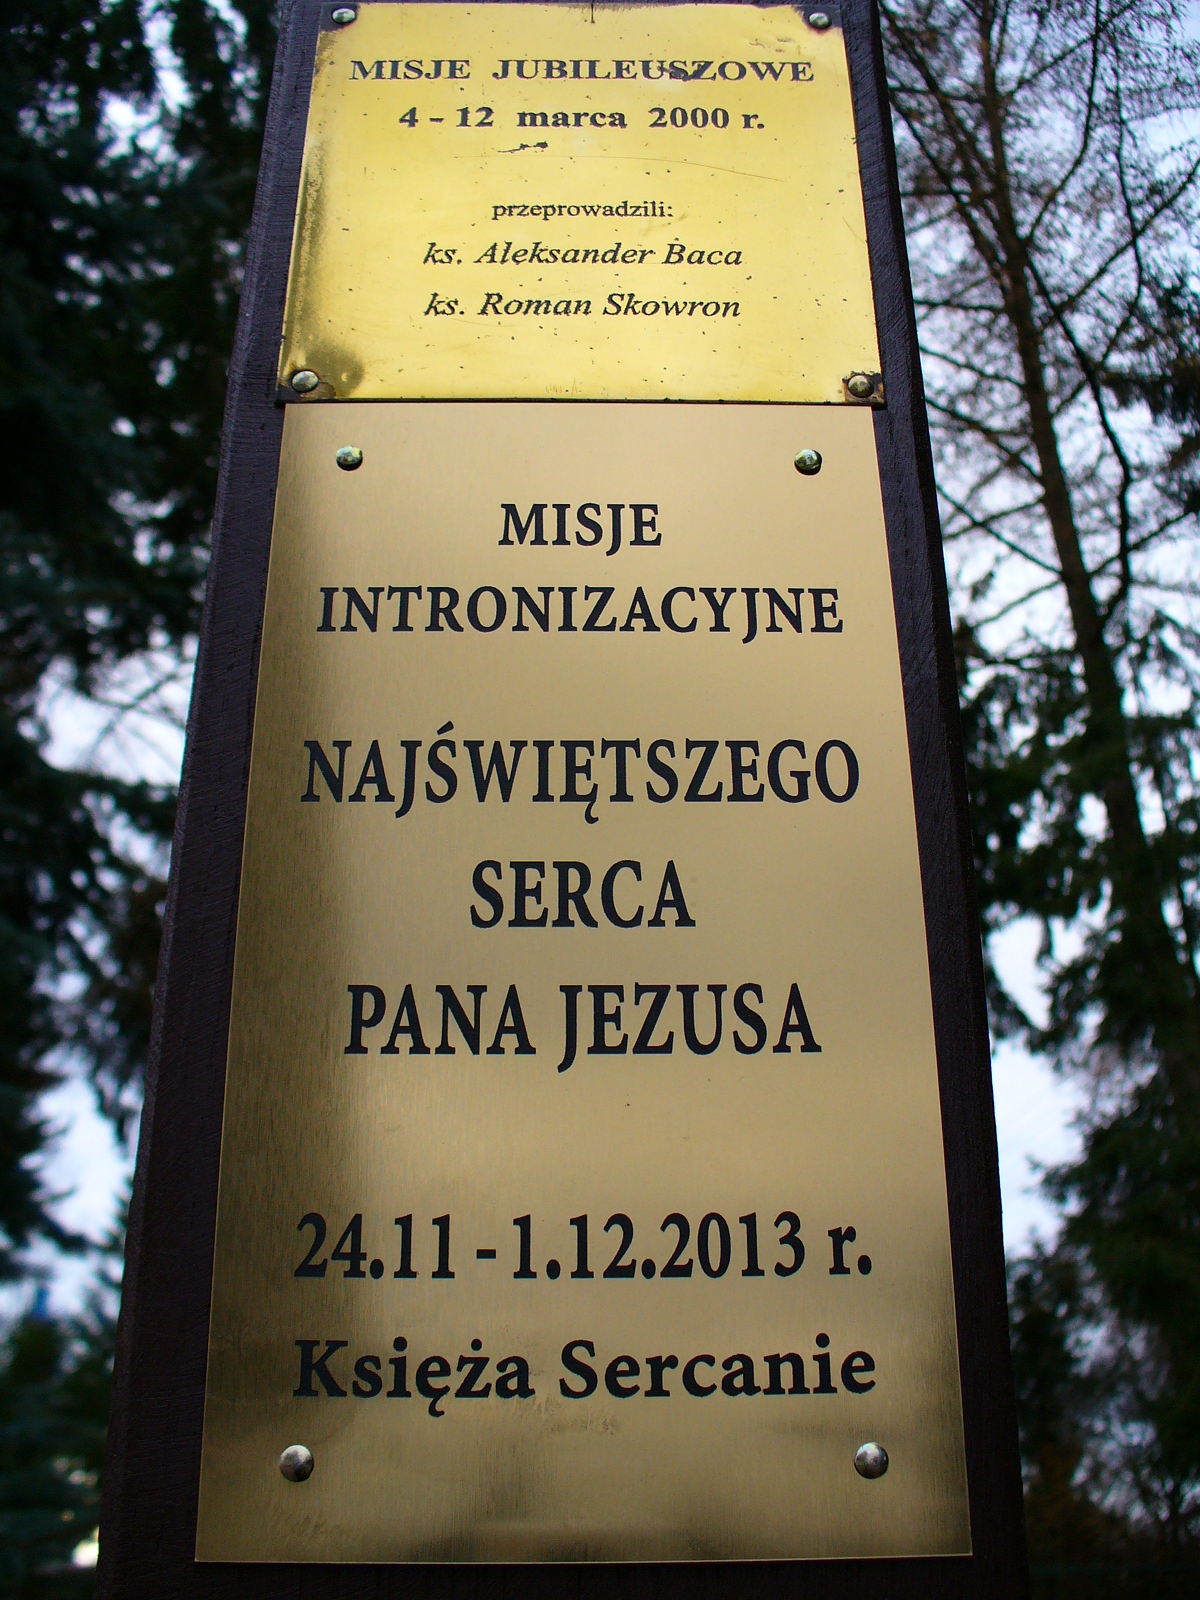 MISJE JUBILEUSZOWE
4 - 12 marca 2000 r.
przeprowadzili:
ks. Aleksander Baca
ks. Roman Skowron
MISJE
INTRONIZACYJNE
NAJŚWIĘTSZEGO
SERCA
PANA JEZUSA
24.11 - 1.12.2013 r.
Księża Sercanie